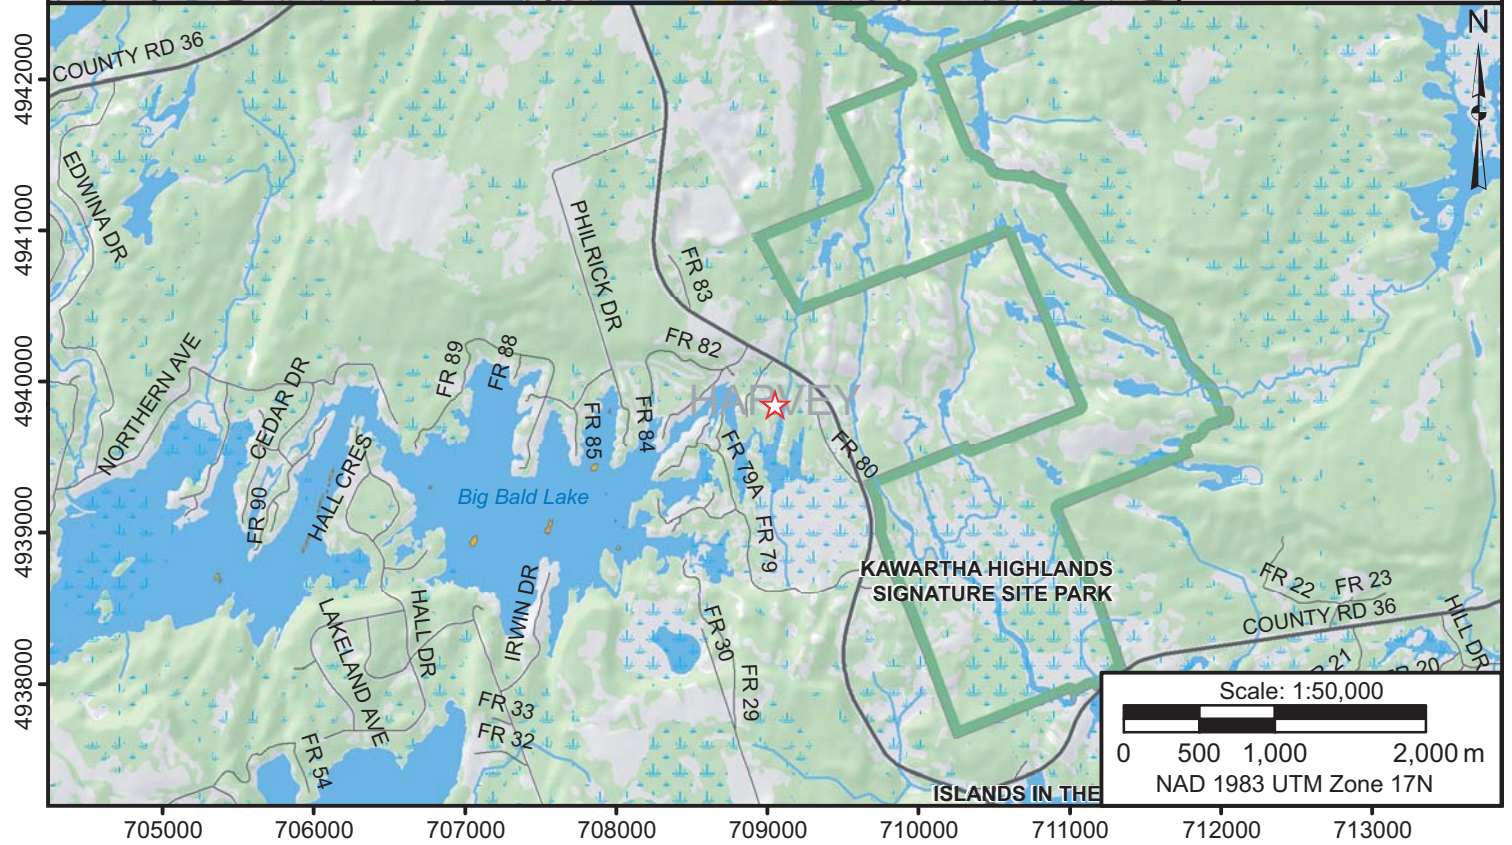 N
COUNTY RD 36
4942000
EDWINA DR
4941000
PHILRICK DR
FR 83
FR 82
4940000
NORTHERN AVE
CEDAR DR
FR 89
FR 88
HARVEY
FR 85
FR 84
FR 79A
FR 80
HALL CRES
FR 90
Big Bald Lake
4939000
FR 79
KAWARTHA HIGHLANDS
SIGNATURE SITE PARK
FR 22
FR 23
COUNTY RD 36
HILL DR
LAKELAND AVE
HALL DR
IRWIN DR
FR 30
21
20
4938000
FR 33
FR 32
FR 29
FR 54
ISLANDS IN THE
Scale: 1:50,000
0 500 1,000 2,000 m
NAD 1983 UTM Zone 17N
705000 706000 707000 708000 709000 710000 711000 712000 713000